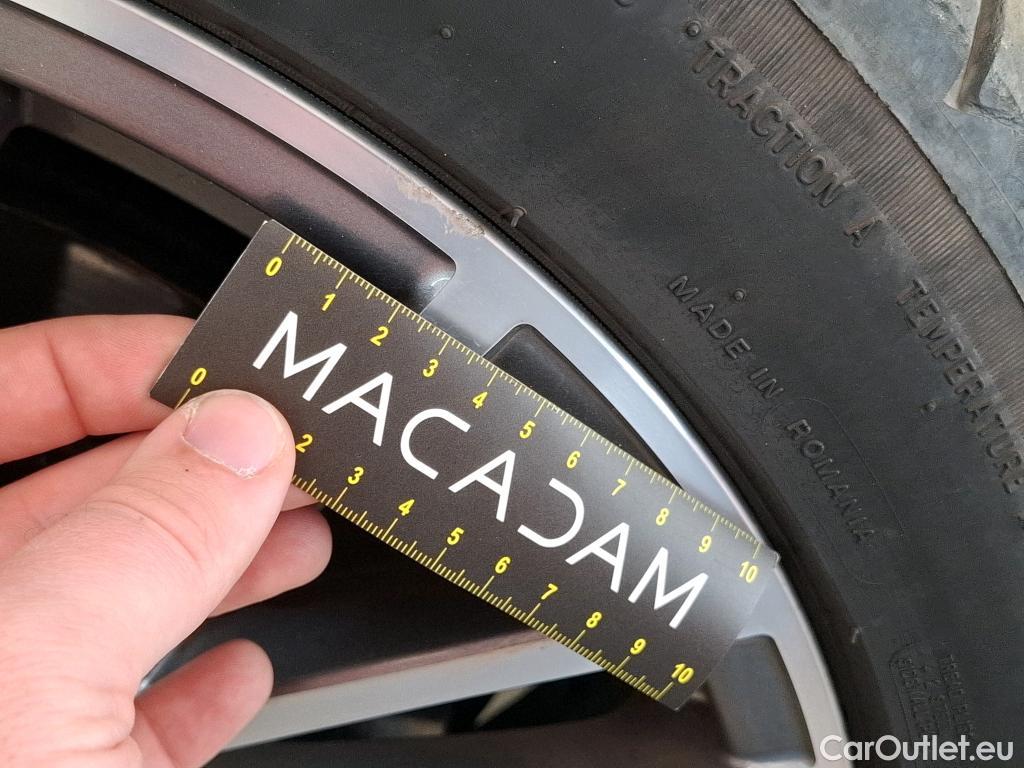 TRACTION A
TEMPERATURE
MADE IN ROMANIA
0 1 2 3 4 5 6 7 8 9 10
MACADAM
0 2 3 4 5 6 7 8 9 10
CarOutlet.eu